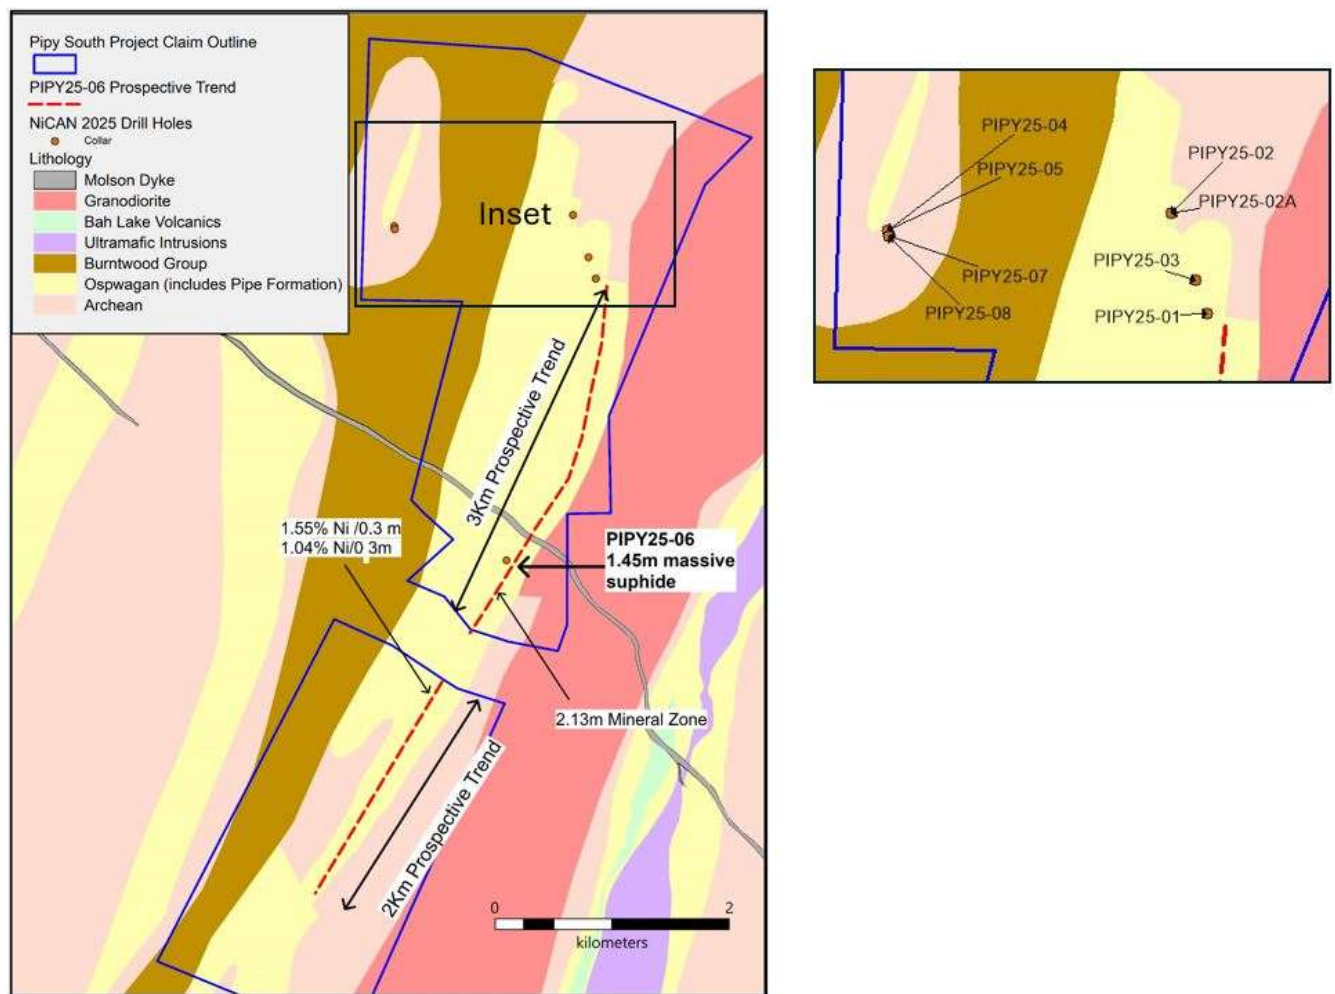 Pipy South Project Claim Outline
PIPY25-06 Prospective Trend
NiCAN 2025 Drill Holes
Collar
Lithology
Molson Dyke
Granodiorite
Bah Lake Volcanics
Ultramafic Intrusions
Burntwood Group
Ospwagan (includes Pipe Formation)
Archean
Inset
3Km Prospective Trend
1.55% Ni /0.3 m
1.04% Ni/0 3m
PIPY25-06
1.45m massive
suphide
2.13m Mineral Zone
2Km Prospective Trend
0 2
kilometers
PIPY25-04
PIPY25-05
PIPY25-02
PIPY25-02A
PIPY25-03
PIPY25-07
PIPY25-08
PIPY25-01